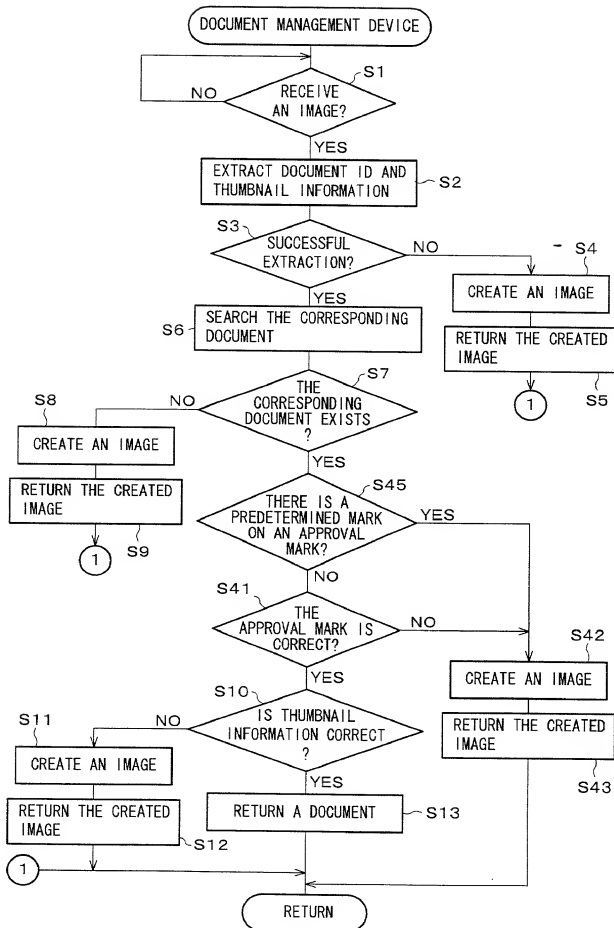 DOCUMENT MANAGEMENT DEVICE
S1
NO
RECEIVE
AN IMAGE?
YES
EXTRACT DOCUMENT ID AND
THUMBNAIL INFORMATION
S2
S3
SUCCESSFUL
EXTRACTION?
NO
S4
YES
CREATE AN IMAGE
S6
SEARCH THE CORRESPONDING
DOCUMENT
RETURN THE CREATED
IMAGE
S5
1
S7
S8
NO
THE
CORRESPONDING
DOCUMENT EXISTS
?
CREATE AN IMAGE
YES
RETURN THE CREATED
IMAGE
S9
1
S45
THERE IS A
PREDETERMINED MARK
ON AN APPROVAL
MARK?
YES
NO
S41
THE
APPROVAL MARK IS
CORRECT?
NO
S42
YES
CREATE AN IMAGE
S10
S11
NO
IS THUMBNAIL
INFORMATION CORRECT
?
RETURN THE CREATED
IMAGE
S43
CREATE AN IMAGE
YES
RETURN THE CREATED
IMAGE
S12
RETURN A DOCUMENT
S13
1
RETURN